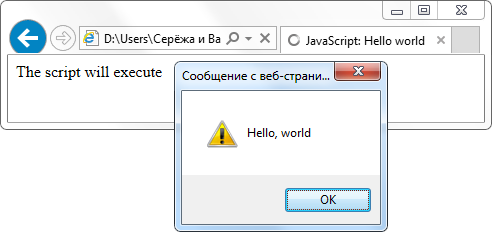 D:\Users\Серёжа и Ва
JavaScript: Hello world
The script will execute
Сообщение с веб-страни...
Hello, world
OK